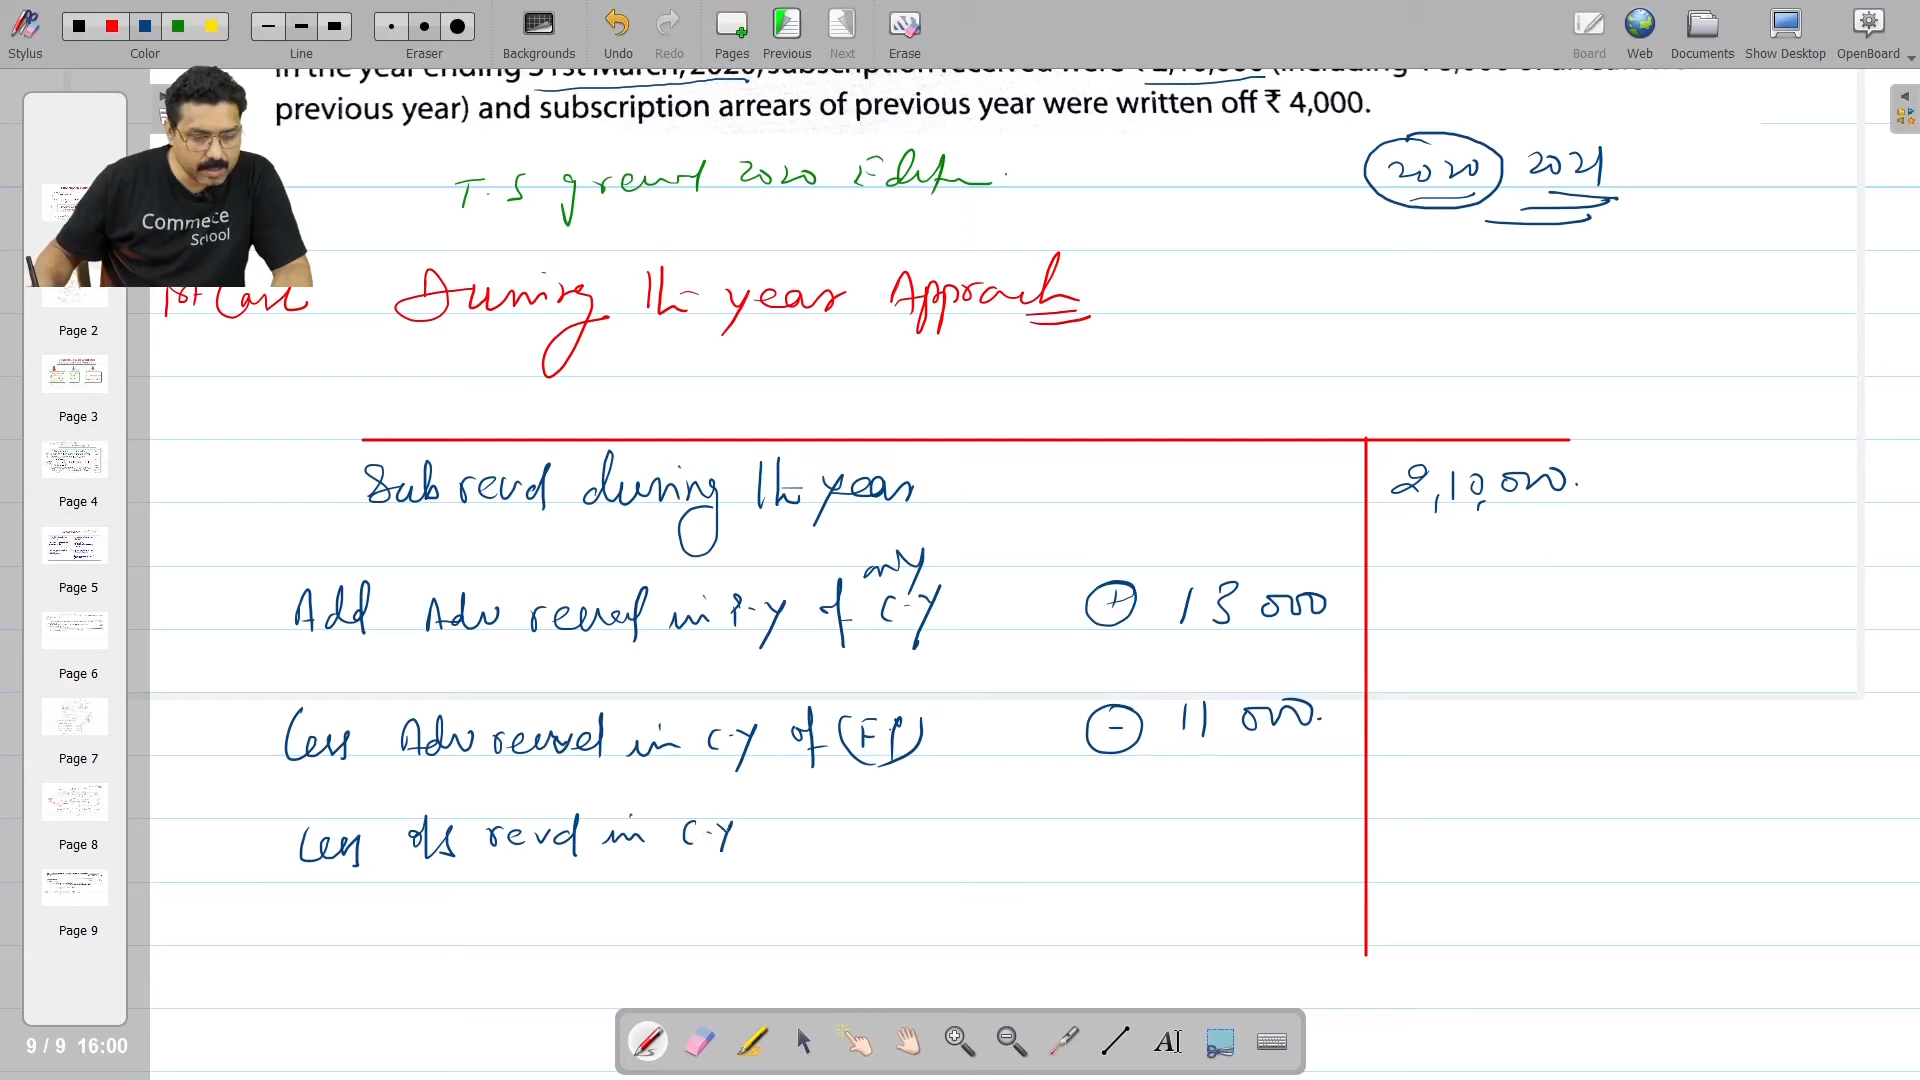 Stylus Color Line Eraser Backgrounds Undo Redo Pages Previous Next Erase Board Web Documents Show Desktop OpenBoard
previous year) and subscription arrears of previous year were written off ₹ 4,000.
T.S grewal 2020 Edition
2020 2021
Commerce
School
1st Case During the year Approach
Sub recvd during the year 2,10,000.
only
Add Adv received in P-Y of C-Y + 13 000
Less Adv received in C-Y of (F P) - 11 000.
Less o/s recvd in C-Y
Page 2
Page 3
Page 4
Page 5
Page 6
Page 7
Page 8
Page 9
9 / 9 16:00